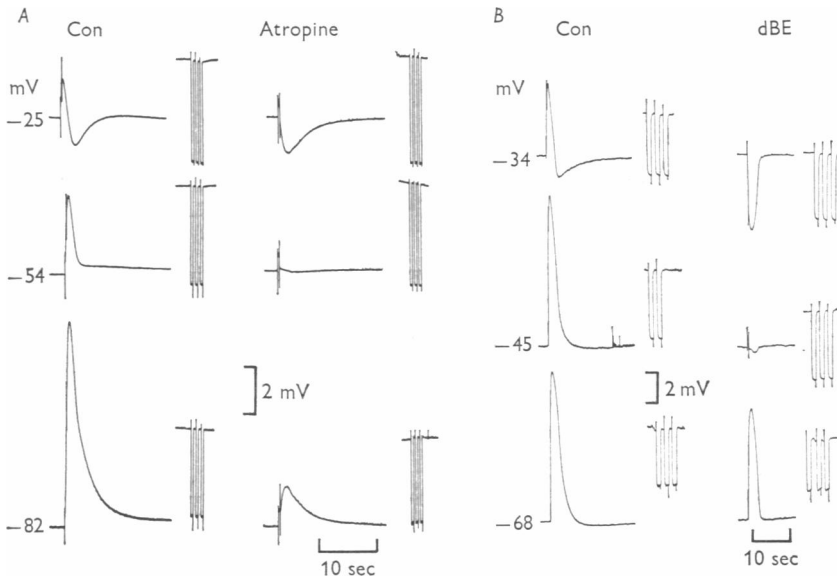 A
Con
Atropine
mV
−25
−54
2 mV
−82
10 sec
B
Con
dBE
mV
−34
−45
2 mV
−68
10 sec